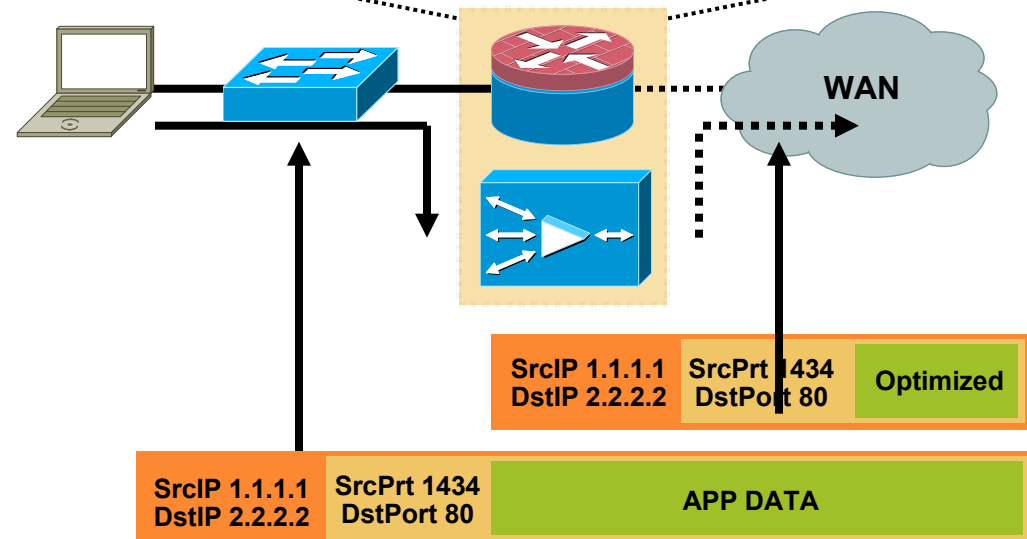 WAN
SrcIP 1.1.1.1
DstIP 2.2.2.2
SrcPrt 1434
DstPort 80
Optimized
SrcIP 1.1.1.1
DstIP 2.2.2.2
SrcPrt 1434
DstPort 80
APP DATA